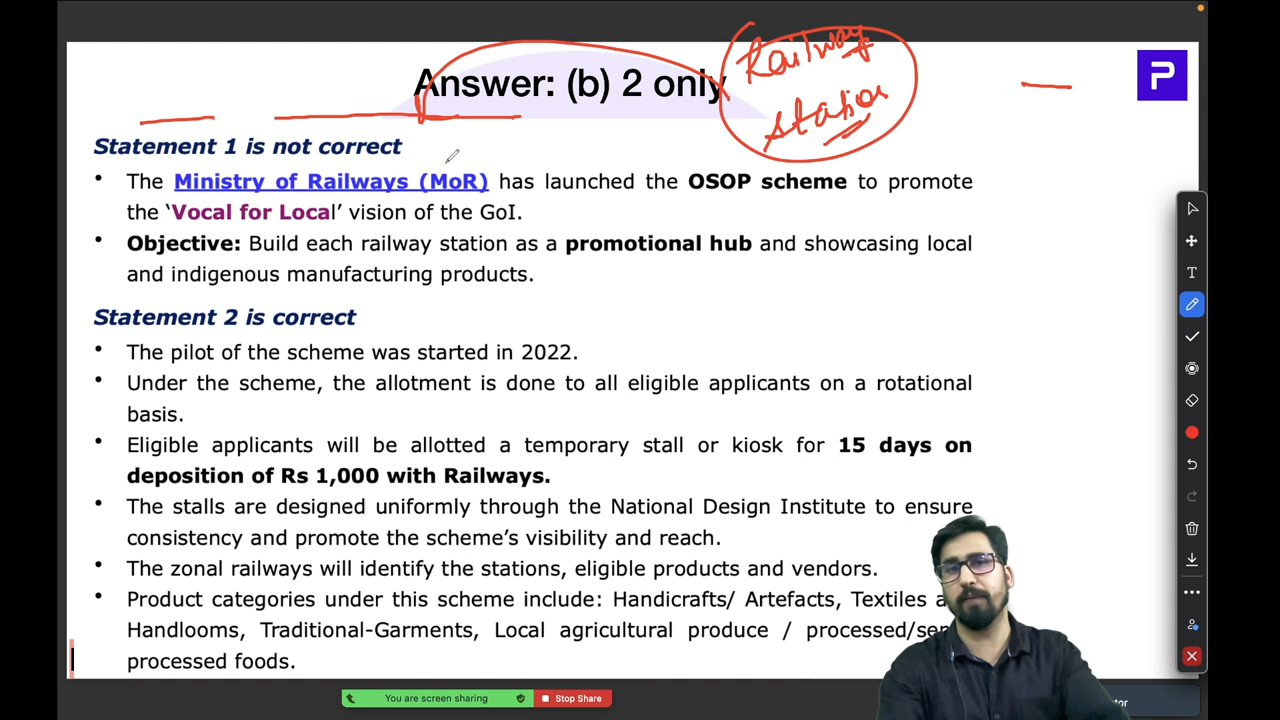 Answer: (b) 2 only
Railway
station
P
Statement 1 is not correct
• The Ministry of Railways (MoR) has launched the OSOP scheme to promote
the ‘Vocal for Local’ vision of the GoI.
• Objective: Build each railway station as a promotional hub and showcasing local
and indigenous manufacturing products.
T
Statement 2 is correct
• The pilot of the scheme was started in 2022.
• Under the scheme, the allotment is done to all eligible applicants on a rotational
basis.
• Eligible applicants will be allotted a temporary stall or kiosk for 15 days on
deposition of Rs 1,000 with Railways.
• The stalls are designed uniformly through the National Design Institute to ensure
consistency and promote the scheme’s visibility and reach.
• The zonal railways will identify the stations, eligible products and vendors.
• Product categories under this scheme include: Handicrafts/ Artefacts, Textiles
Handlooms, Traditional-Garments, Local agricultural produce / processed/
processed foods.
You are screen sharing
Stop Share